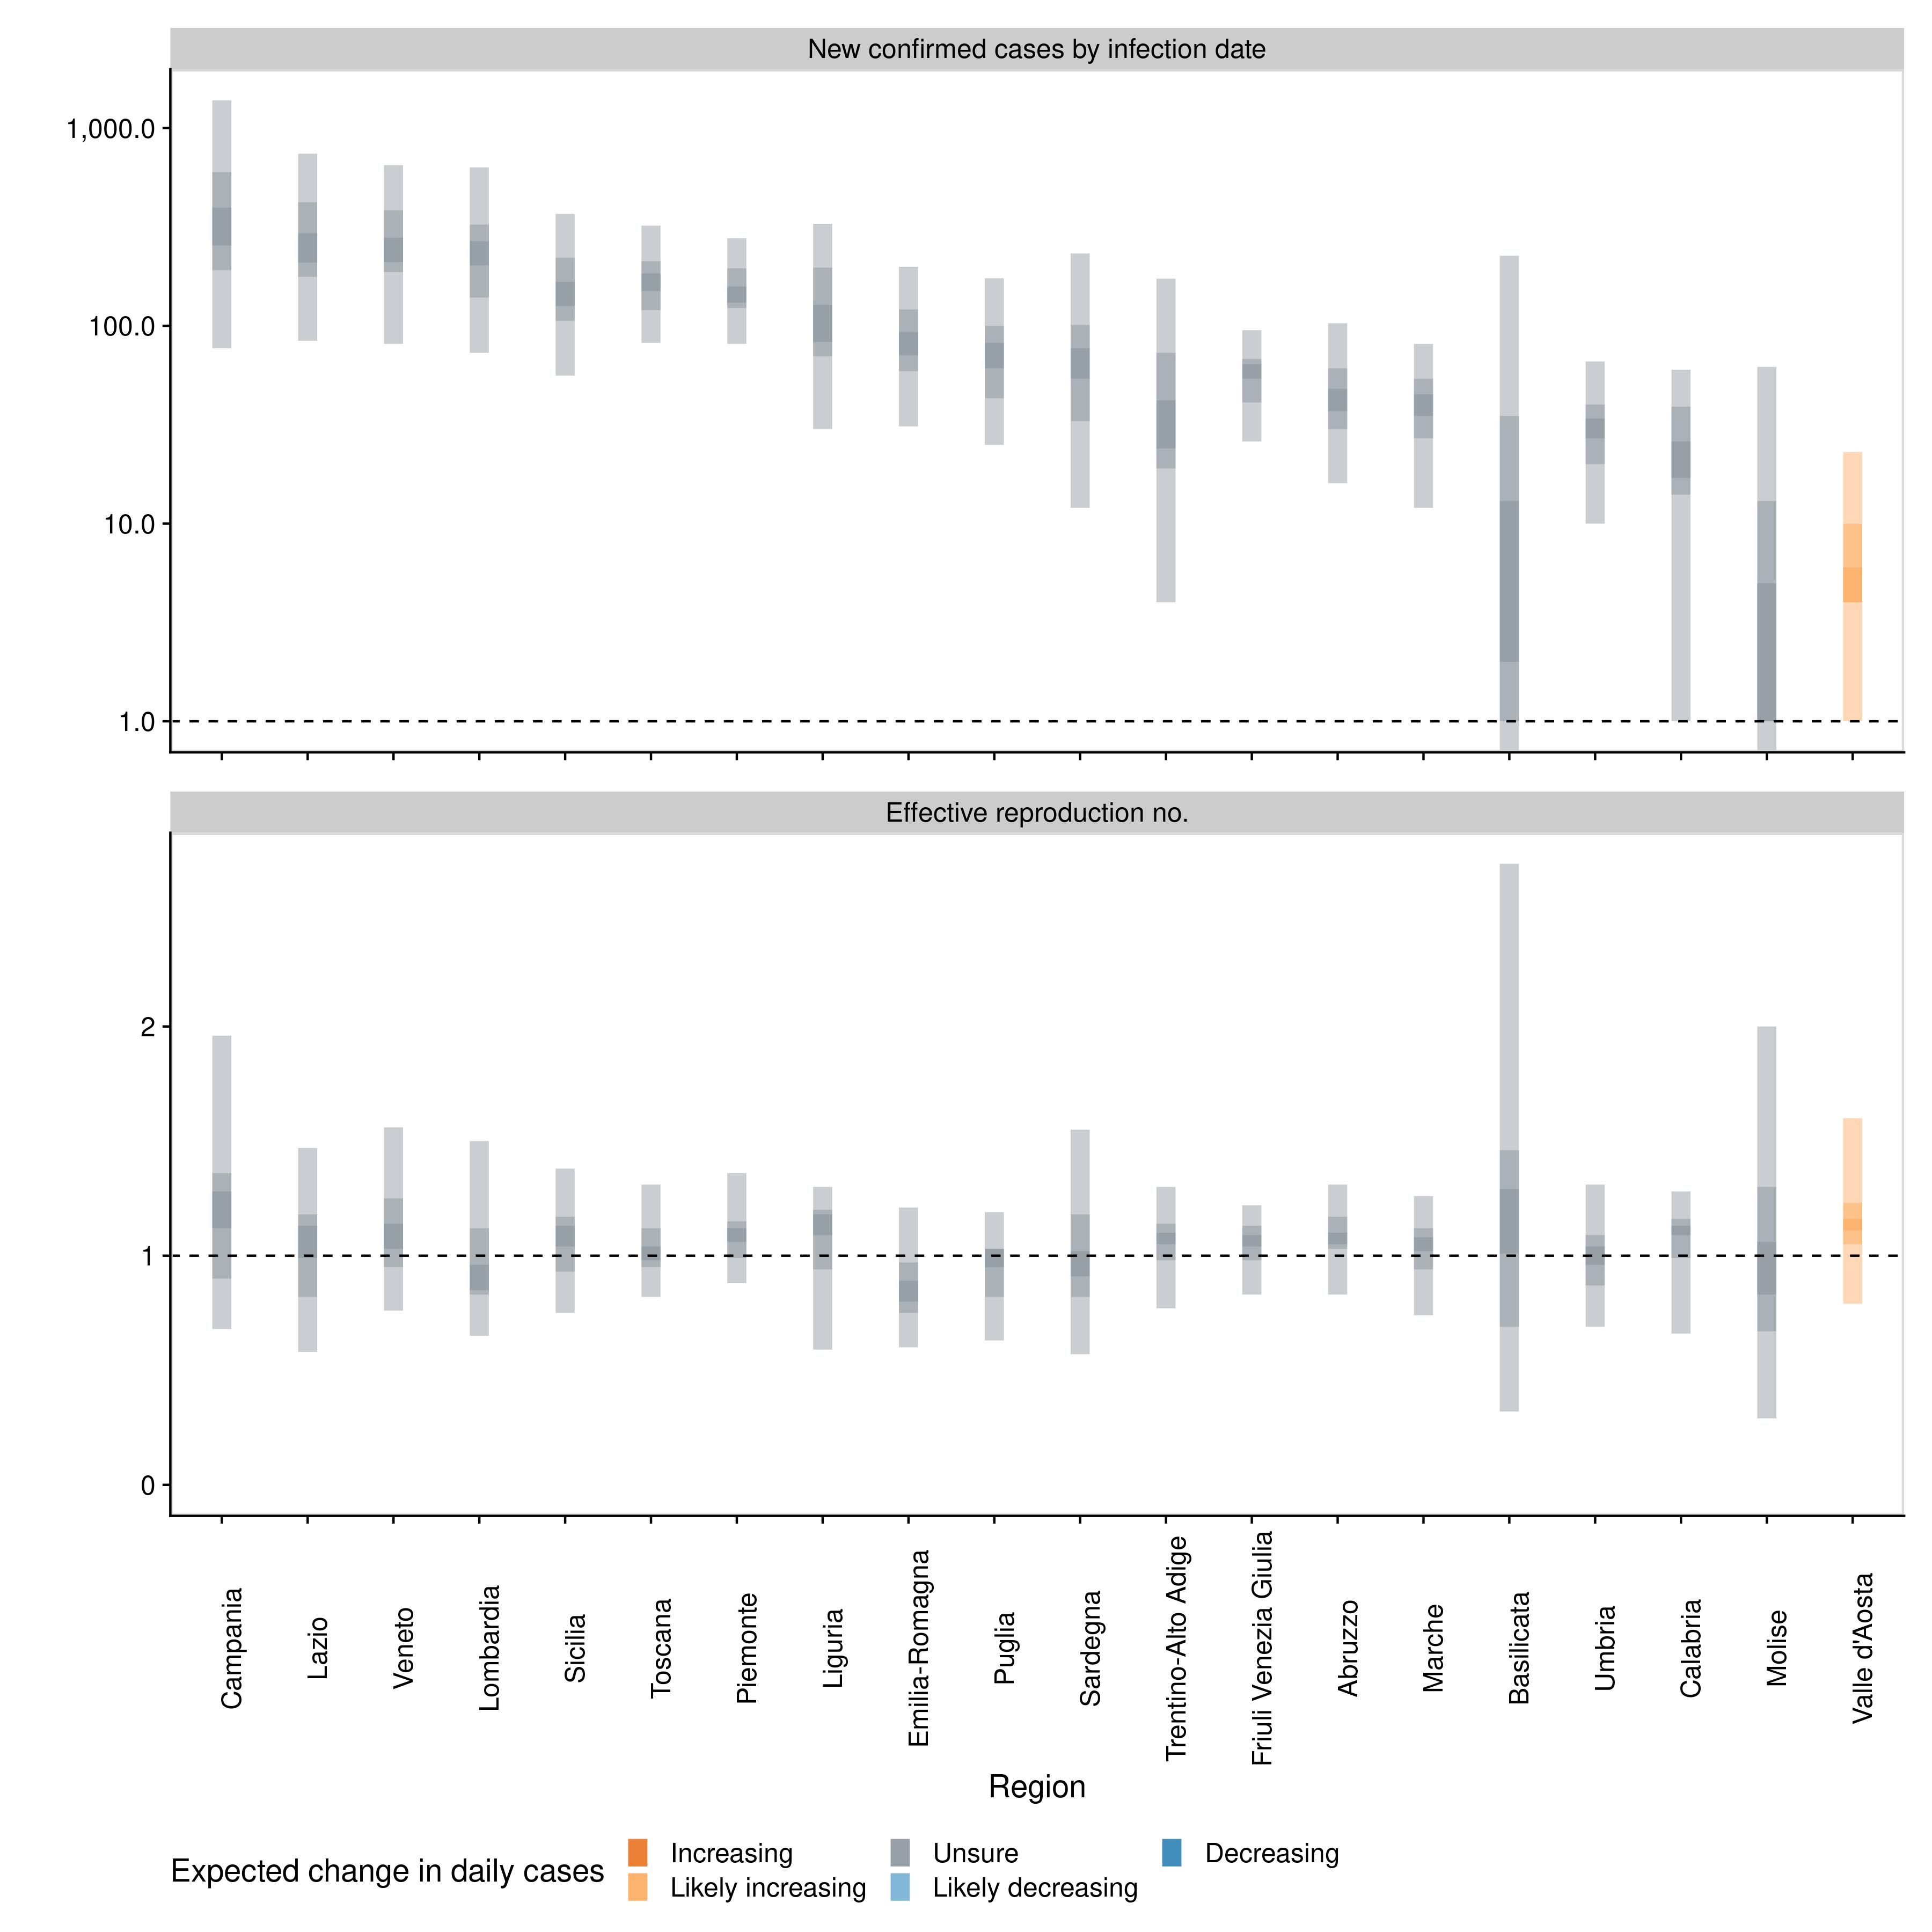 New confirmed cases by infection date
1,000.0
100.0
10.0
1.0
Effective reproduction no.
2
1
0
Campania
Lazio
Veneto
Lombardia
Sicilia
Toscana
Piemonte
Liguria
Emilia-Romagna
Puglia
Sardegna
Trentino-Alto Adige
Friuli Venezia Giulia
Abruzzo
Marche
Basilicata
Umbria
Calabria
Molise
Valle d'Aosta
Region
Expected change in daily cases
Increasing
Likely increasing
Unsure
Likely decreasing
Decreasing